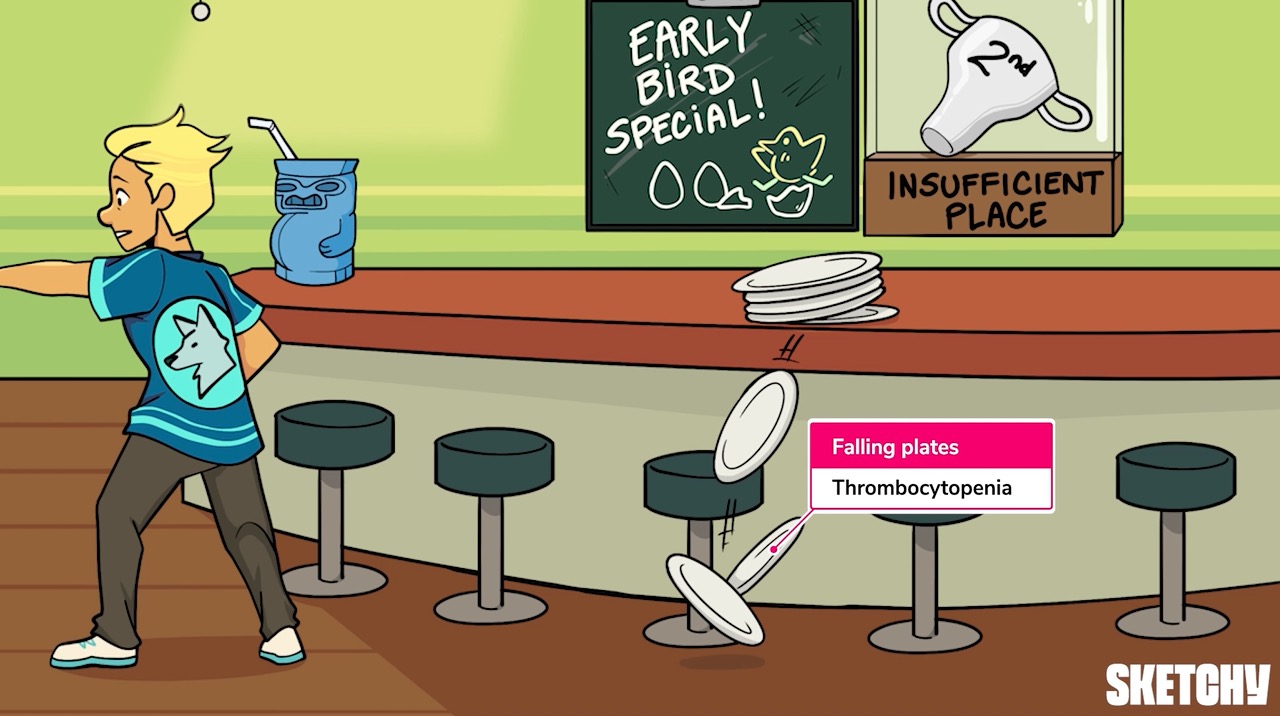 EARLY
BiRD
SPECiAL!
2nd
INSUFFICIENT
PLACE
Falling plates
Thrombocytopenia
SKETCHY